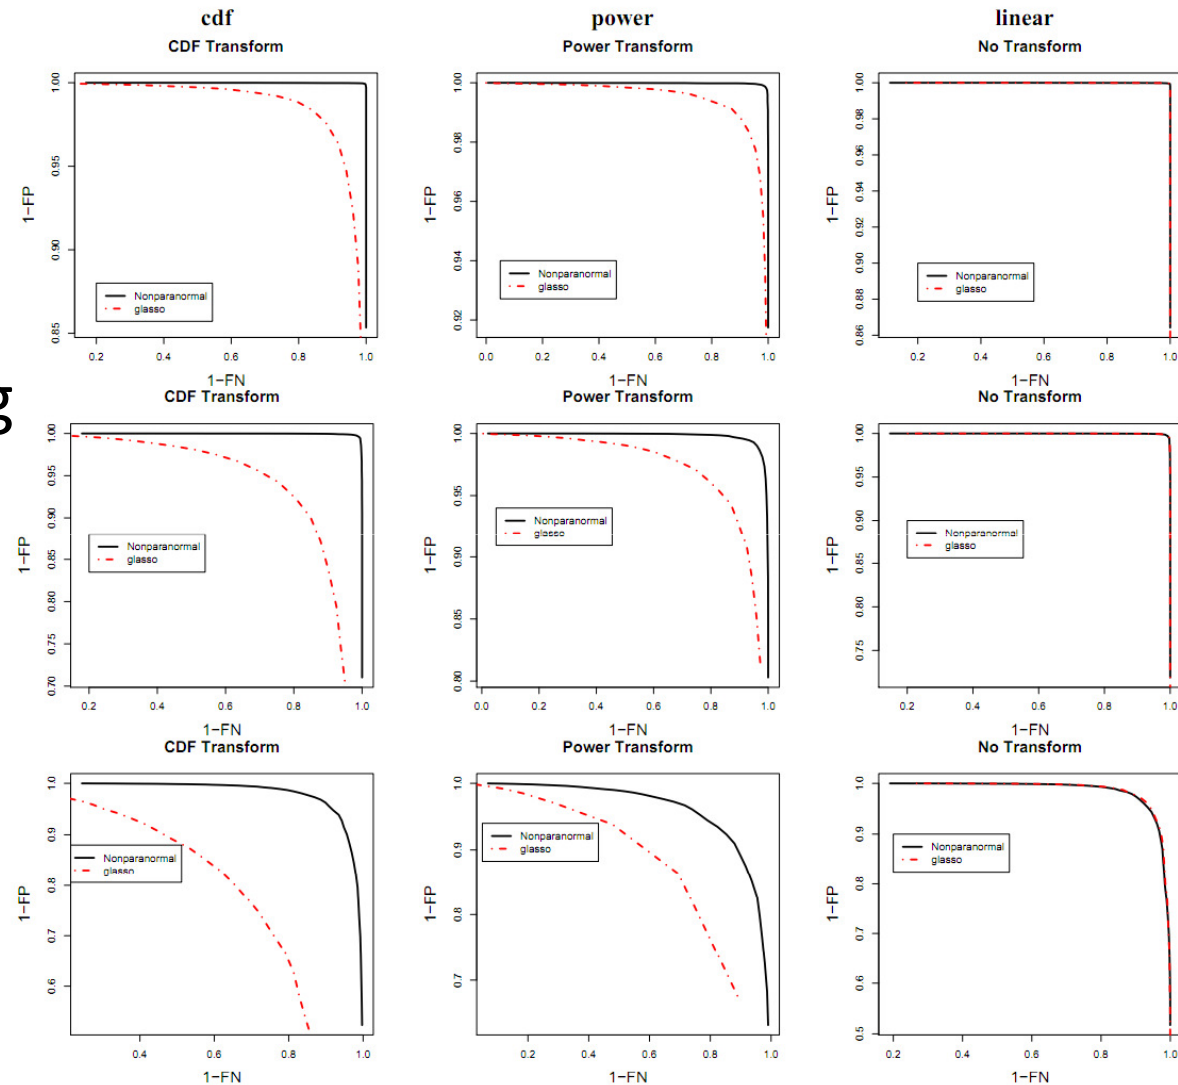 cdf power linear
CDF Transform Power Transform No Transform
1−FP
0.85 0.90 0.95 1.00
Nonparanormal
glasso
0.2 0.4 0.6 0.8 1.0
1−FN
1−FP
0.92 0.94 0.96 0.98 1.00
Nonparanormal
glasso
0.0 0.2 0.4 0.6 0.8 1.0
1−FN
1−FP
0.86 0.88 0.90 0.92 0.94 0.96 0.98 1.00
Nonparanormal
glasso
0.2 0.4 0.6 0.8 1.0
1−FN
g
CDF Transform Power Transform No Transform
1−FP
0.70 0.75 0.80 0.85 0.90 0.95 1.00
Nonparanormal
glasso
0.2 0.4 0.6 0.8 1.0
1−FN
1−FP
0.80 0.85 0.90 0.95 1.00
Nonparanormal
glasso
0.0 0.2 0.4 0.6 0.8 1.0
1−FN
1−FP
0.75 0.80 0.85 0.90 0.95 1.00
Nonparanormal
glasso
0.2 0.4 0.6 0.8 1.0
1−FN
CDF Transform Power Transform No Transform
1−FP
0.6 0.7 0.8 0.9 1.0
Nonparanormal
glasso
0.4 0.6 0.8 1.0
1−FN
1−FP
0.7 0.8 0.9 1.0
Nonparanormal
glasso
0.2 0.4 0.6 0.8 1.0
1−FN
1−FP
0.5 0.6 0.7 0.8 0.9 1.0
Nonparanormal
glasso
0.2 0.4 0.6 0.8 1.0
1−FN